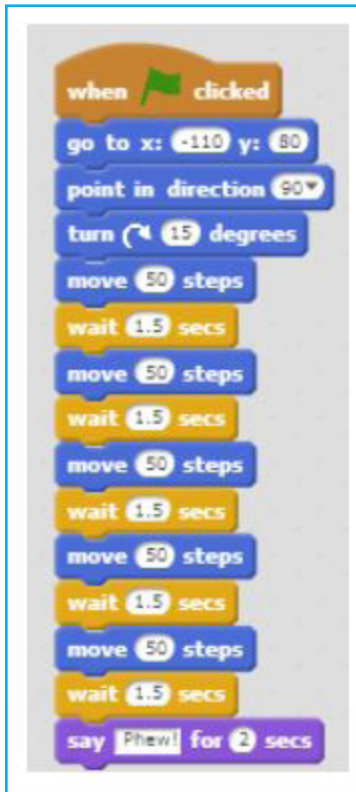 when clicked
go to x: -110 y: 80
point in direction 90
turn 15 degrees
move 50 steps
wait 1.5 secs
move 50 steps
wait 1.5 secs
move 50 steps
wait 1.5 secs
move 50 steps
wait 1.5 secs
move 50 steps
wait 1.5 secs
say Phew! for 2 secs